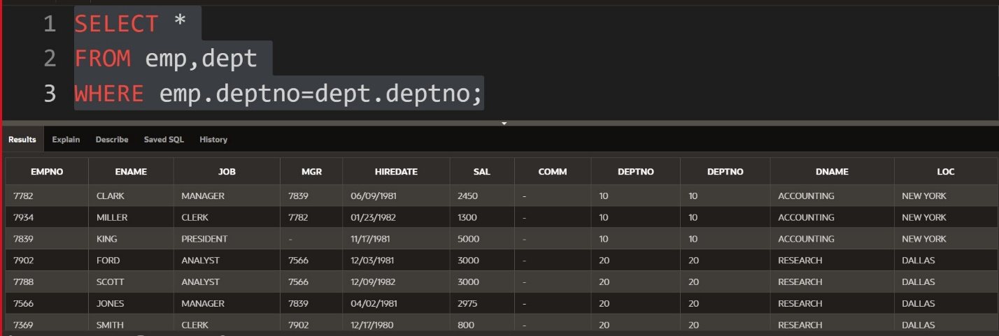 1 SELECT *
2 FROM emp,dept
3 WHERE emp.deptno=dept.deptno;
Results Explain Describe Saved SQL History
EMPNO ENAME JOB MGR HIREDATE SAL COMM DEPTNO DEPTNO DNAME LOC
7782 CLARK MANAGER 7839 06/09/1981 2450 - 10 10 ACCOUNTING NEW YORK
7934 MILLER CLERK 7782 01/23/1982 1300 - 10 10 ACCOUNTING NEW YORK
7839 KING PRESIDENT - 11/17/1981 5000 - 10 10 ACCOUNTING NEW YORK
7902 FORD ANALYST 7566 12/03/1981 3000 - 20 20 RESEARCH DALLAS
7788 SCOTT ANALYST 7566 12/09/1982 3000 - 20 20 RESEARCH DALLAS
7566 JONES MANAGER 7839 04/02/1981 2975 - 20 20 RESEARCH DALLAS
7369 SMITH CLERK 7902 12/17/1980 800 - 20 20 RESEARCH DALLAS